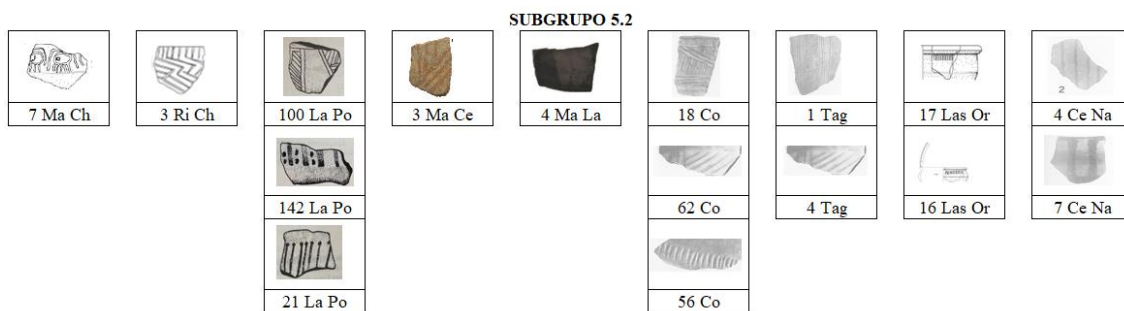 SUBGRUPO 5.2
7 Ma Ch
3 Ri Ch
100 La Po
3 Ma Ce
4 Ma La
18 Co
1 Tag
17 Las Or
2
4 Ce Na
142 La Po
62 Co
4 Tag
16 Las Or
7 Ce Na
21 La Po
56 Co